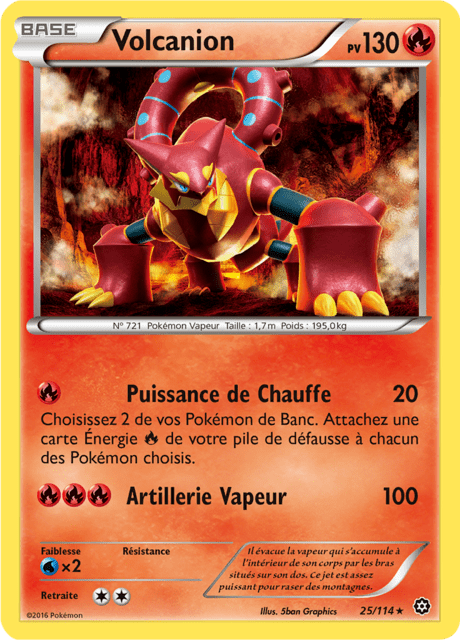 BASE
Volcanion
PV 130
N° 721 Pokémon Vapeur Taille : 1,7m Poids : 195,0kg
Puissance de Chauffe 20
Choisissez 2 de vos Pokémon de Banc. Attachez une
carte Énergie de votre pile de défausse à chacun
des Pokémon choisis.
Artillerie Vapeur 100
Faiblesse Résistance
×2
Retraite
Il évacue la vapeur qui s'accumule à
l'intérieur de son corps par les bras
situés sur son dos. Ce jet est assez
puissant pour raser des montagnes.
©2016 Pokémon
Illus. 5ban Graphics
25/114 ★